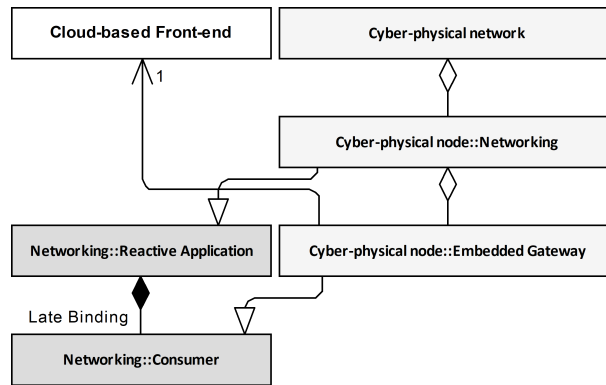 Cloud-based Front-end
Cyber-physical network
1
Cyber-physical node::Networking
Networking::Reactive Application
Cyber-physical node::Embedded Gateway
Late Binding
Networking::Consumer